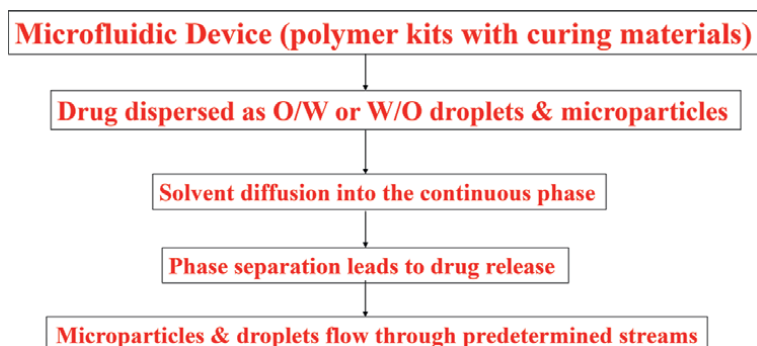 Microfluidic Device (polymer kits with curing materials)
Drug dispersed as O/W or W/O droplets & microparticles
Solvent diffusion into the continuous phase
Phase separation leads to drug release
Microparticles & droplets flow through predetermined streams